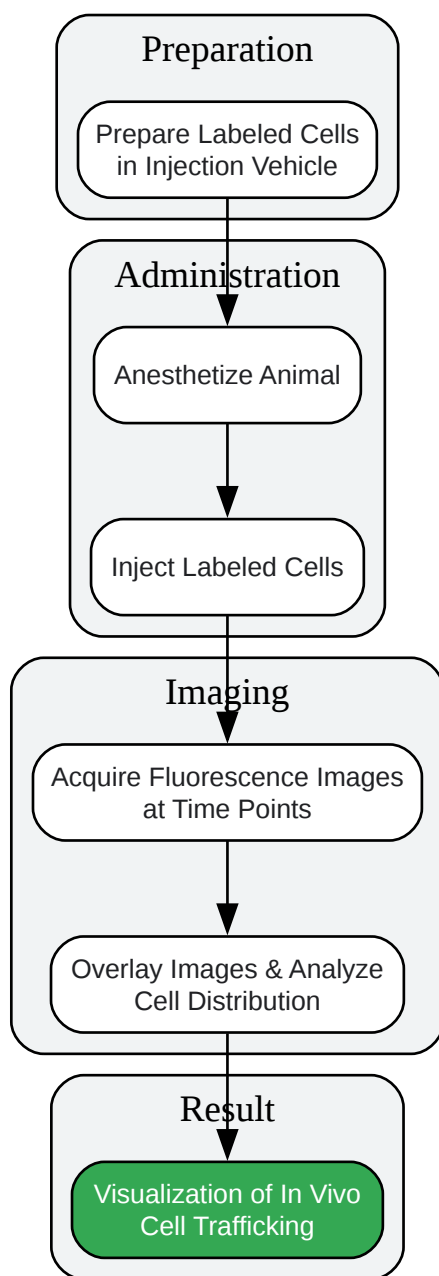 Preparation
Prepare Labeled Cells
in Injection Vehicle
Administration
Anesthetize Animal
Inject Labeled Cells
Imaging
Acquire Fluorescence Images
at Time Points
Overlay Images & Analyze
Cell Distribution
Result
Visualization of In Vivo
Cell Trafficking